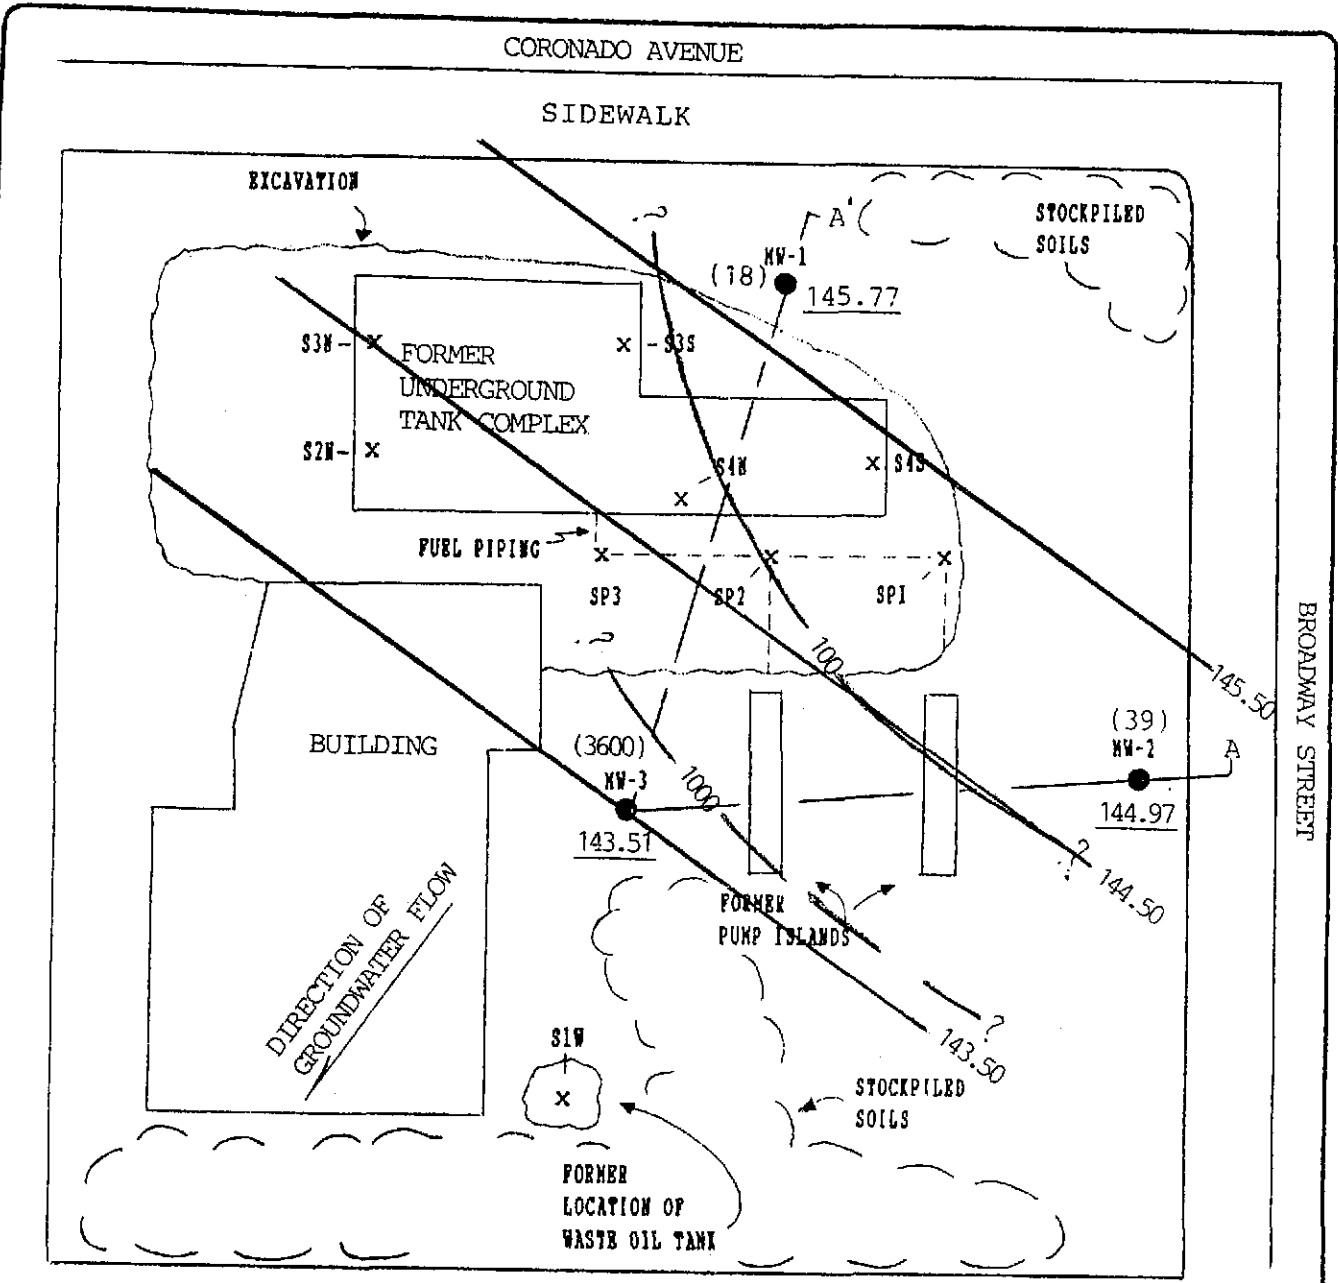 CORONADO AVENUE
SIDEWALK
EXCAVATION
?
A'
STOCKPILED
SOILS
MW-1
(18)
145.77
S3N-
x
FORMER
UNDERGROUND
TANK COMPLEX
x
-S3S
S2N-
x
S4N
x
x
S4S
FUEL PIPING
x
x
x
SP3
SP2
SP1
?
100
145.50
BROADWAY STREET
BUILDING
(3600)
MW-3
143.51
1000
(39)
MW-2
144.97
A
?
144.50
FORMER
PUMP ISLANDS
DIRECTION OF
GROUNDWATER FLOW
?
143.50
S1W
x
STOCKPILED
SOILS
FORMER
LOCATION OF
WASTE OIL TANK